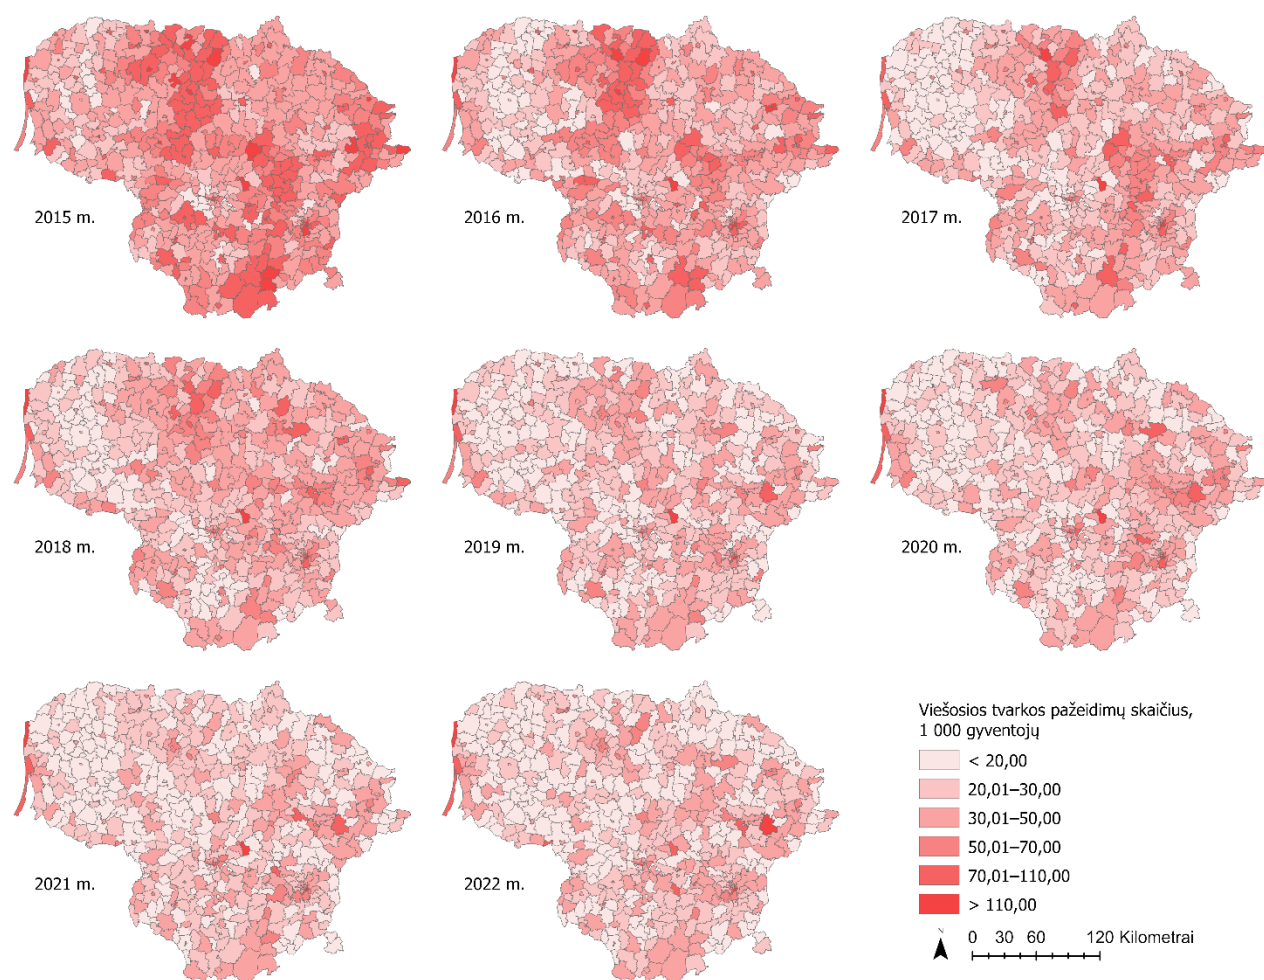 2015 m.
2016 m.
2017 m.
2018 m.
2019 m.
2020 m.
2021 m.
2022 m.
Viešosios tvarkos pažeidimų skaičius,
1 000 gyventojų
< 20,00
20,01–30,00
30,01–50,00
50,01–70,00
70,01–110,00
> 110,00
N
0 30 60 120 Kilometrai